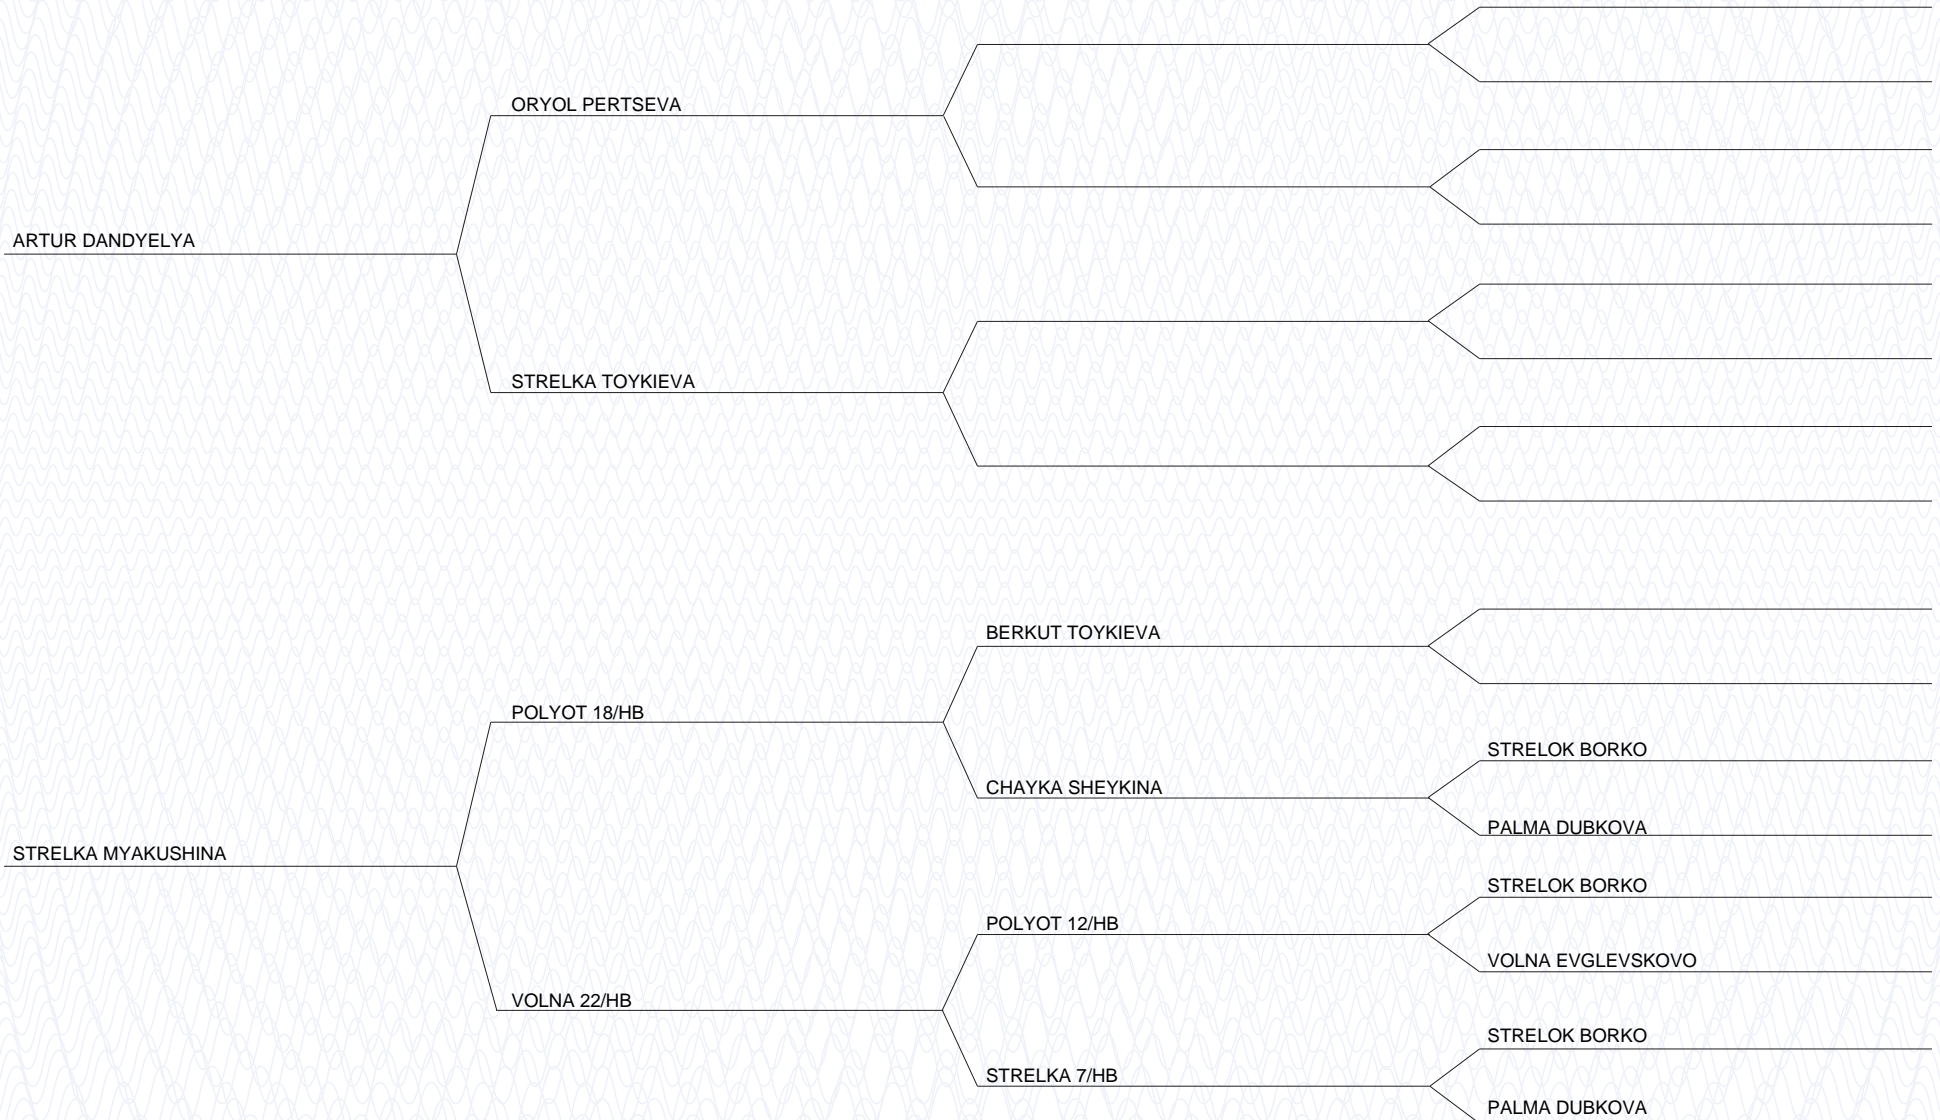 ORYOL PERTSEVA
ARTUR DANDYELYA
STRELKA TOYKIEVA
BERKUT TOYKIEVA
POLYOT 18/HB
STRELOK BORKO
CHAYKA SHEYKINA
PALMA DUBKOVA
STRELKA MYAKUSHINA
STRELOK BORKO
POLYOT 12/HB
VOLNA EVGLEVSKOVO
VOLNA 22/HB
STRELOK BORKO
STRELKA 7/HB
PALMA DUBKOVA